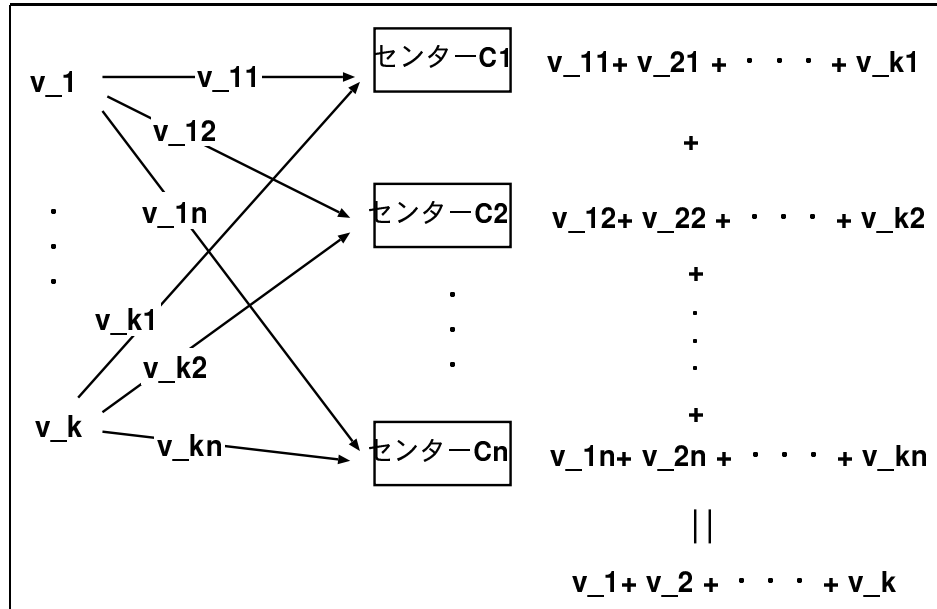 v_1
v_11
センターC1
v_11+ v_21 + ・ ・ ・ + v_k1
v_12
+
v_1n
センターC2
v_12+ v_22 + ・ ・ ・ + v_k2
・
・
・
+
・
・
・
+
v_k1
・
・
・
v_k2
v_k
v_kn
センターCn
v_1n+ v_2n + ・ ・ ・ + v_kn
||
v_1+ v_2 + ・ ・ ・ + v_k